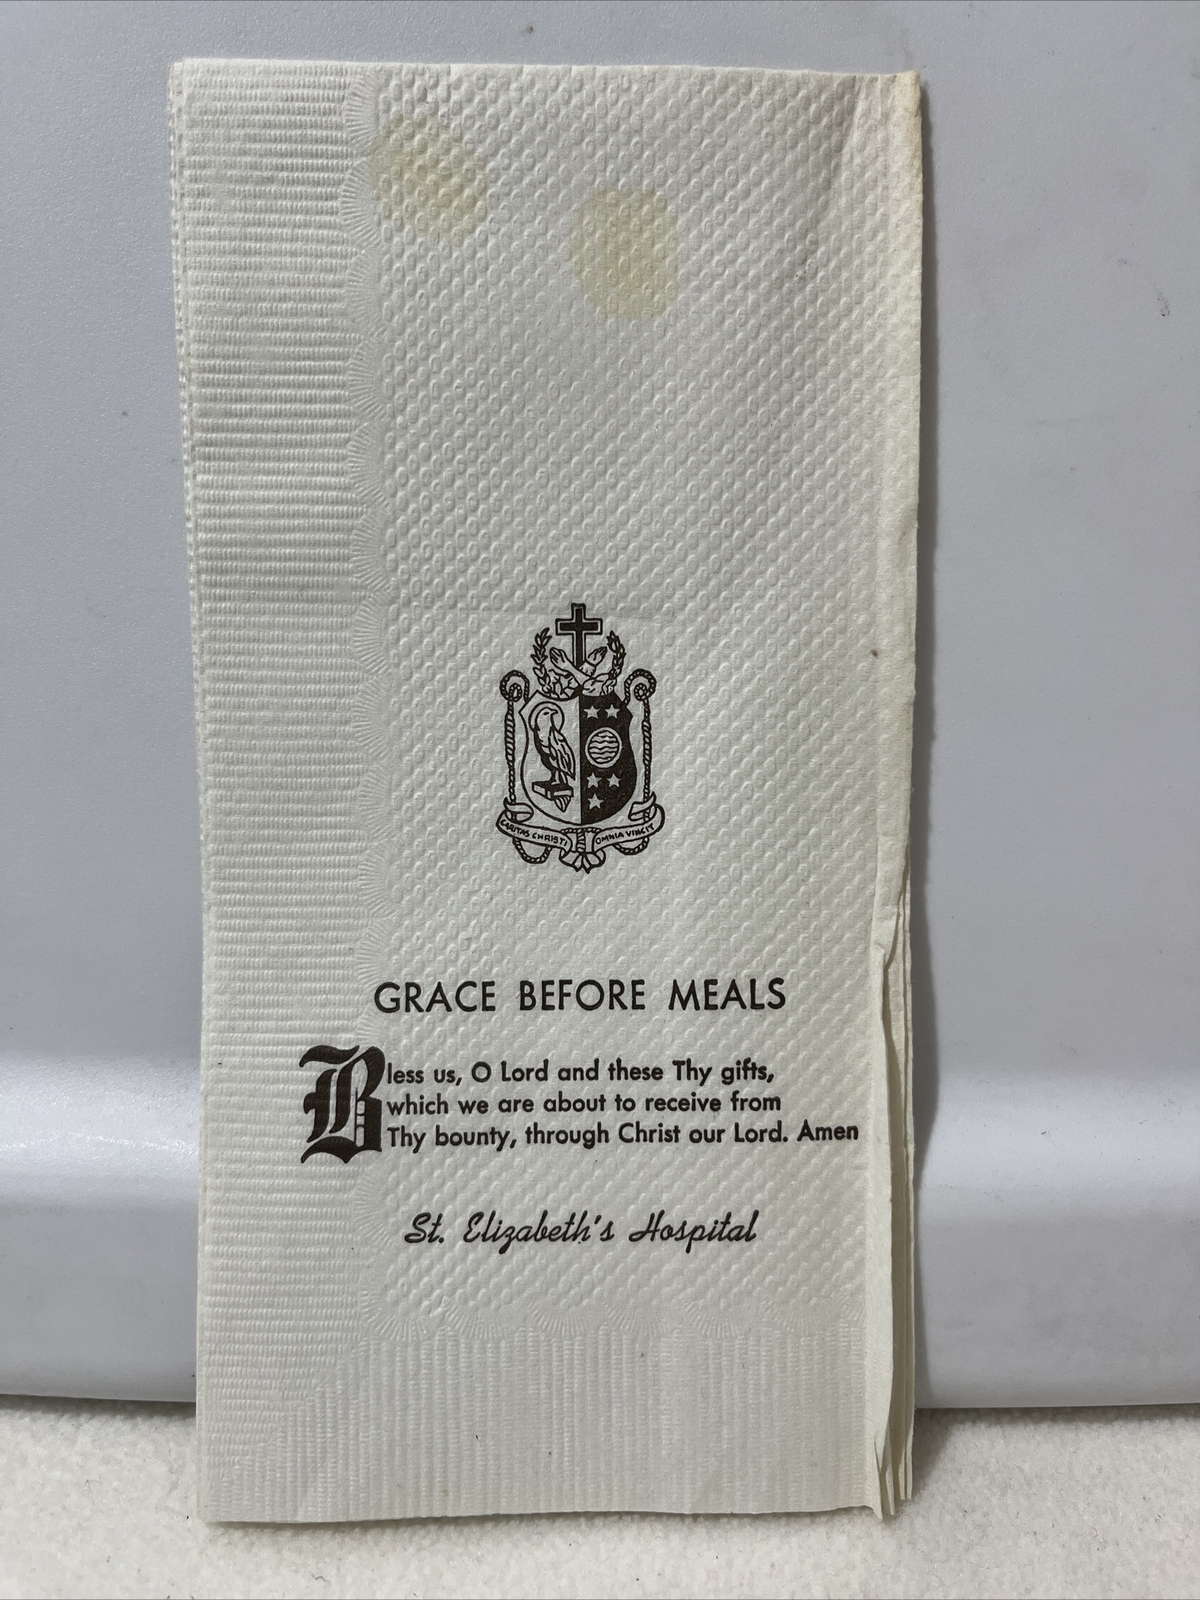 CARITAS CHRISTI OMNIA VINCIT
GRACE BEFORE MEALS
Bless us, O Lord and these Thy gifts,
which we are about to receive from
Thy bounty, through Christ our Lord. Amen
St. Elizabeth's Hospital